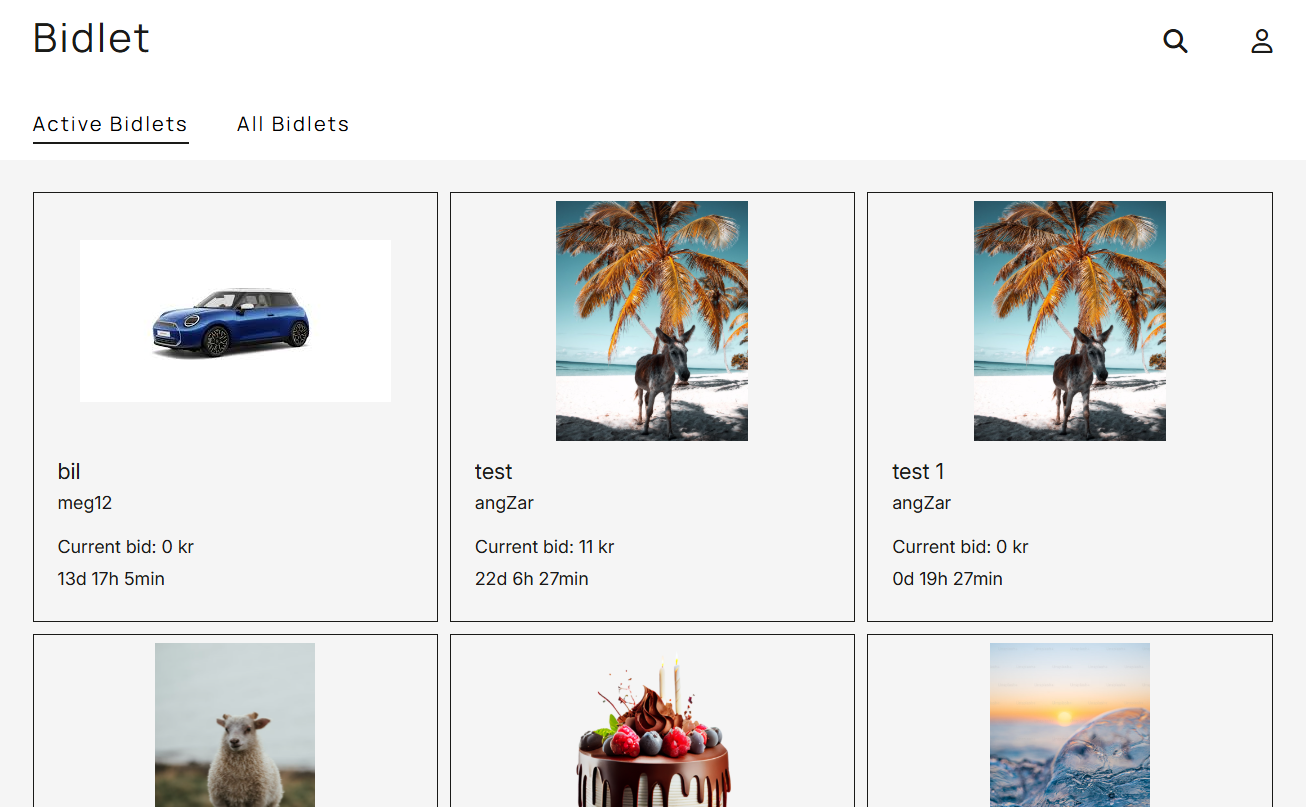 Bidlet
Active Bidlets
All Bidlets
bil
meg12
Current bid: 0 kr
13d 17h 5min
test
angZar
Current bid: 11 kr
22d 6h 27min
test 1
angZar
Current bid: 0 kr
0d 19h 27min